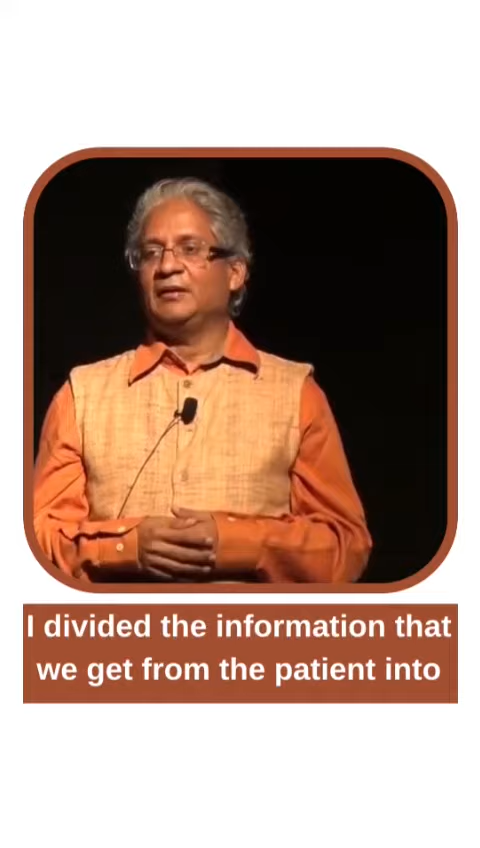 I divided the information that
we get from the patient into